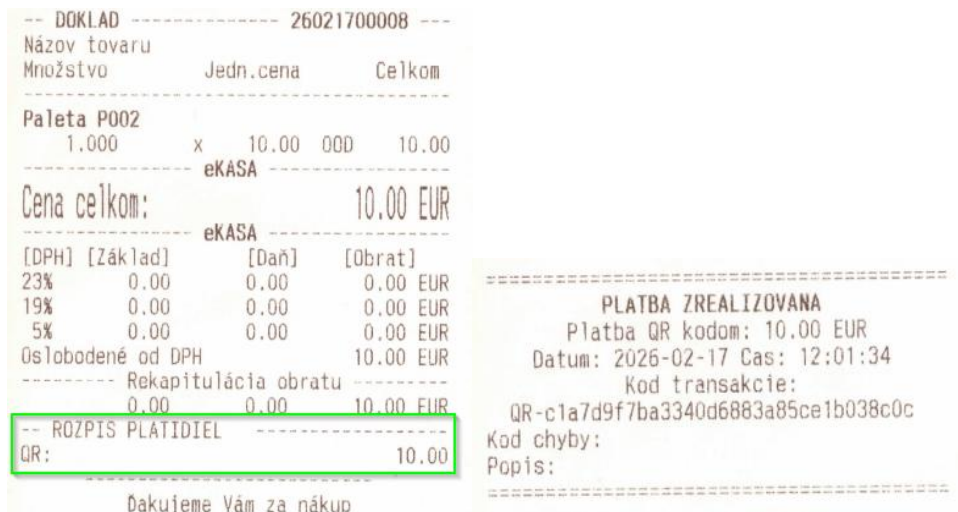 -- DOKLAD --------------- 26021700008 ---
Názov tovaru
Množstvo Jedn.cena Celkom
Paleta P002
1.000 x 10.00 OOD 10.00
eKASA
Cena celkom: 10.00 EUR
eKASA
[DPH] [Základ] [Daň] [Obrat]
23% 0.00 0.00 0.00 EUR
19% 0.00 0.00 0.00 EUR
5% 0.00 0.00 0.00 EUR
Oslobodené od DPH 10.00 EUR
--------- Rekapitulácia obratu ---------
0.00 0.00 10.00 EUR
-- ROZPIS PLATIDIEL ------------------
QR: 10.00
Ďakujeme Vám za nákup
PLATBA ZREALIZOVANA
Platba QR kodom: 10.00 EUR
Datum: 2026-02-17 Cas: 12:01:34
Kod transakcie:
QR-c1a7d9f7ba3340d6883a85ce1b038c0c
Kod chyby:
Popis: